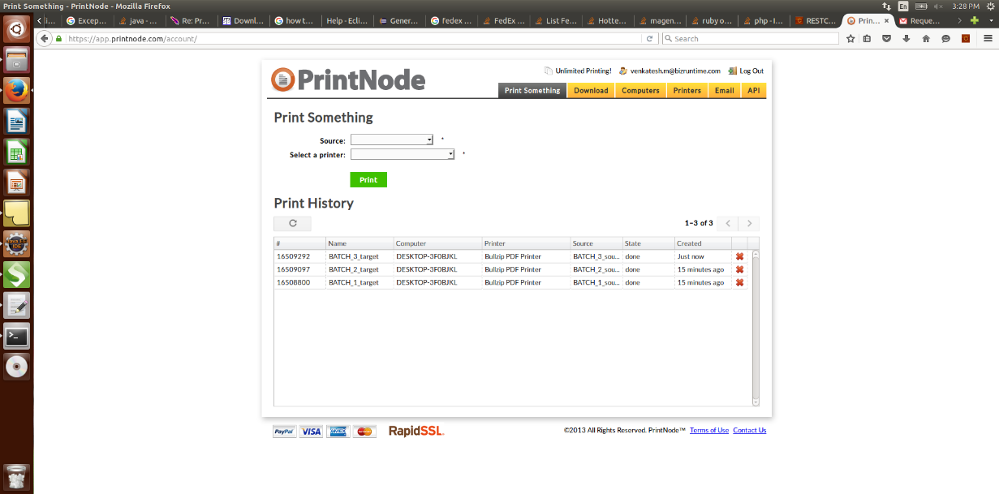 Print Something - PrintNode - Mozilla Firefox
En
3:28 PM
li...
Excep...
java - ...
Re: Pr...
Downl...
how t...
Help - Ecli...
Gener...
fedex ...
FedEx ...
List Fe...
Hotte...
magen...
ruby o...
php - I...
RESTC...
Prin...
Reque...
https://app.printnode.com/account/
Search
PrintNode
Unlimited Printing!
venkatesh.m@bizruntime.com
Log Out
Print Something
Download
Computers
Printers
Email
API
Print Something
Source: *
Select a printer: *
Print
Print History
1–3 of 3
# Name Computer Printer Source State Created
16509292 BATCH_3_target DESKTOP-3F0BJKL Bullzip PDF Printer BATCH_3_sou... done Just now
16509097 BATCH_2_target DESKTOP-3F0BJKL Bullzip PDF Printer BATCH_2_sou... done 15 minutes ago
16508800 BATCH_1_target DESKTOP-3F0BJKL Bullzip PDF Printer BATCH_1_sou... done 15 minutes ago
Java EE
IDE
PayPal
VISA
RapidSSL.
©2013 All Rights Reserved. PrintNode™ Terms of Use Contact Us